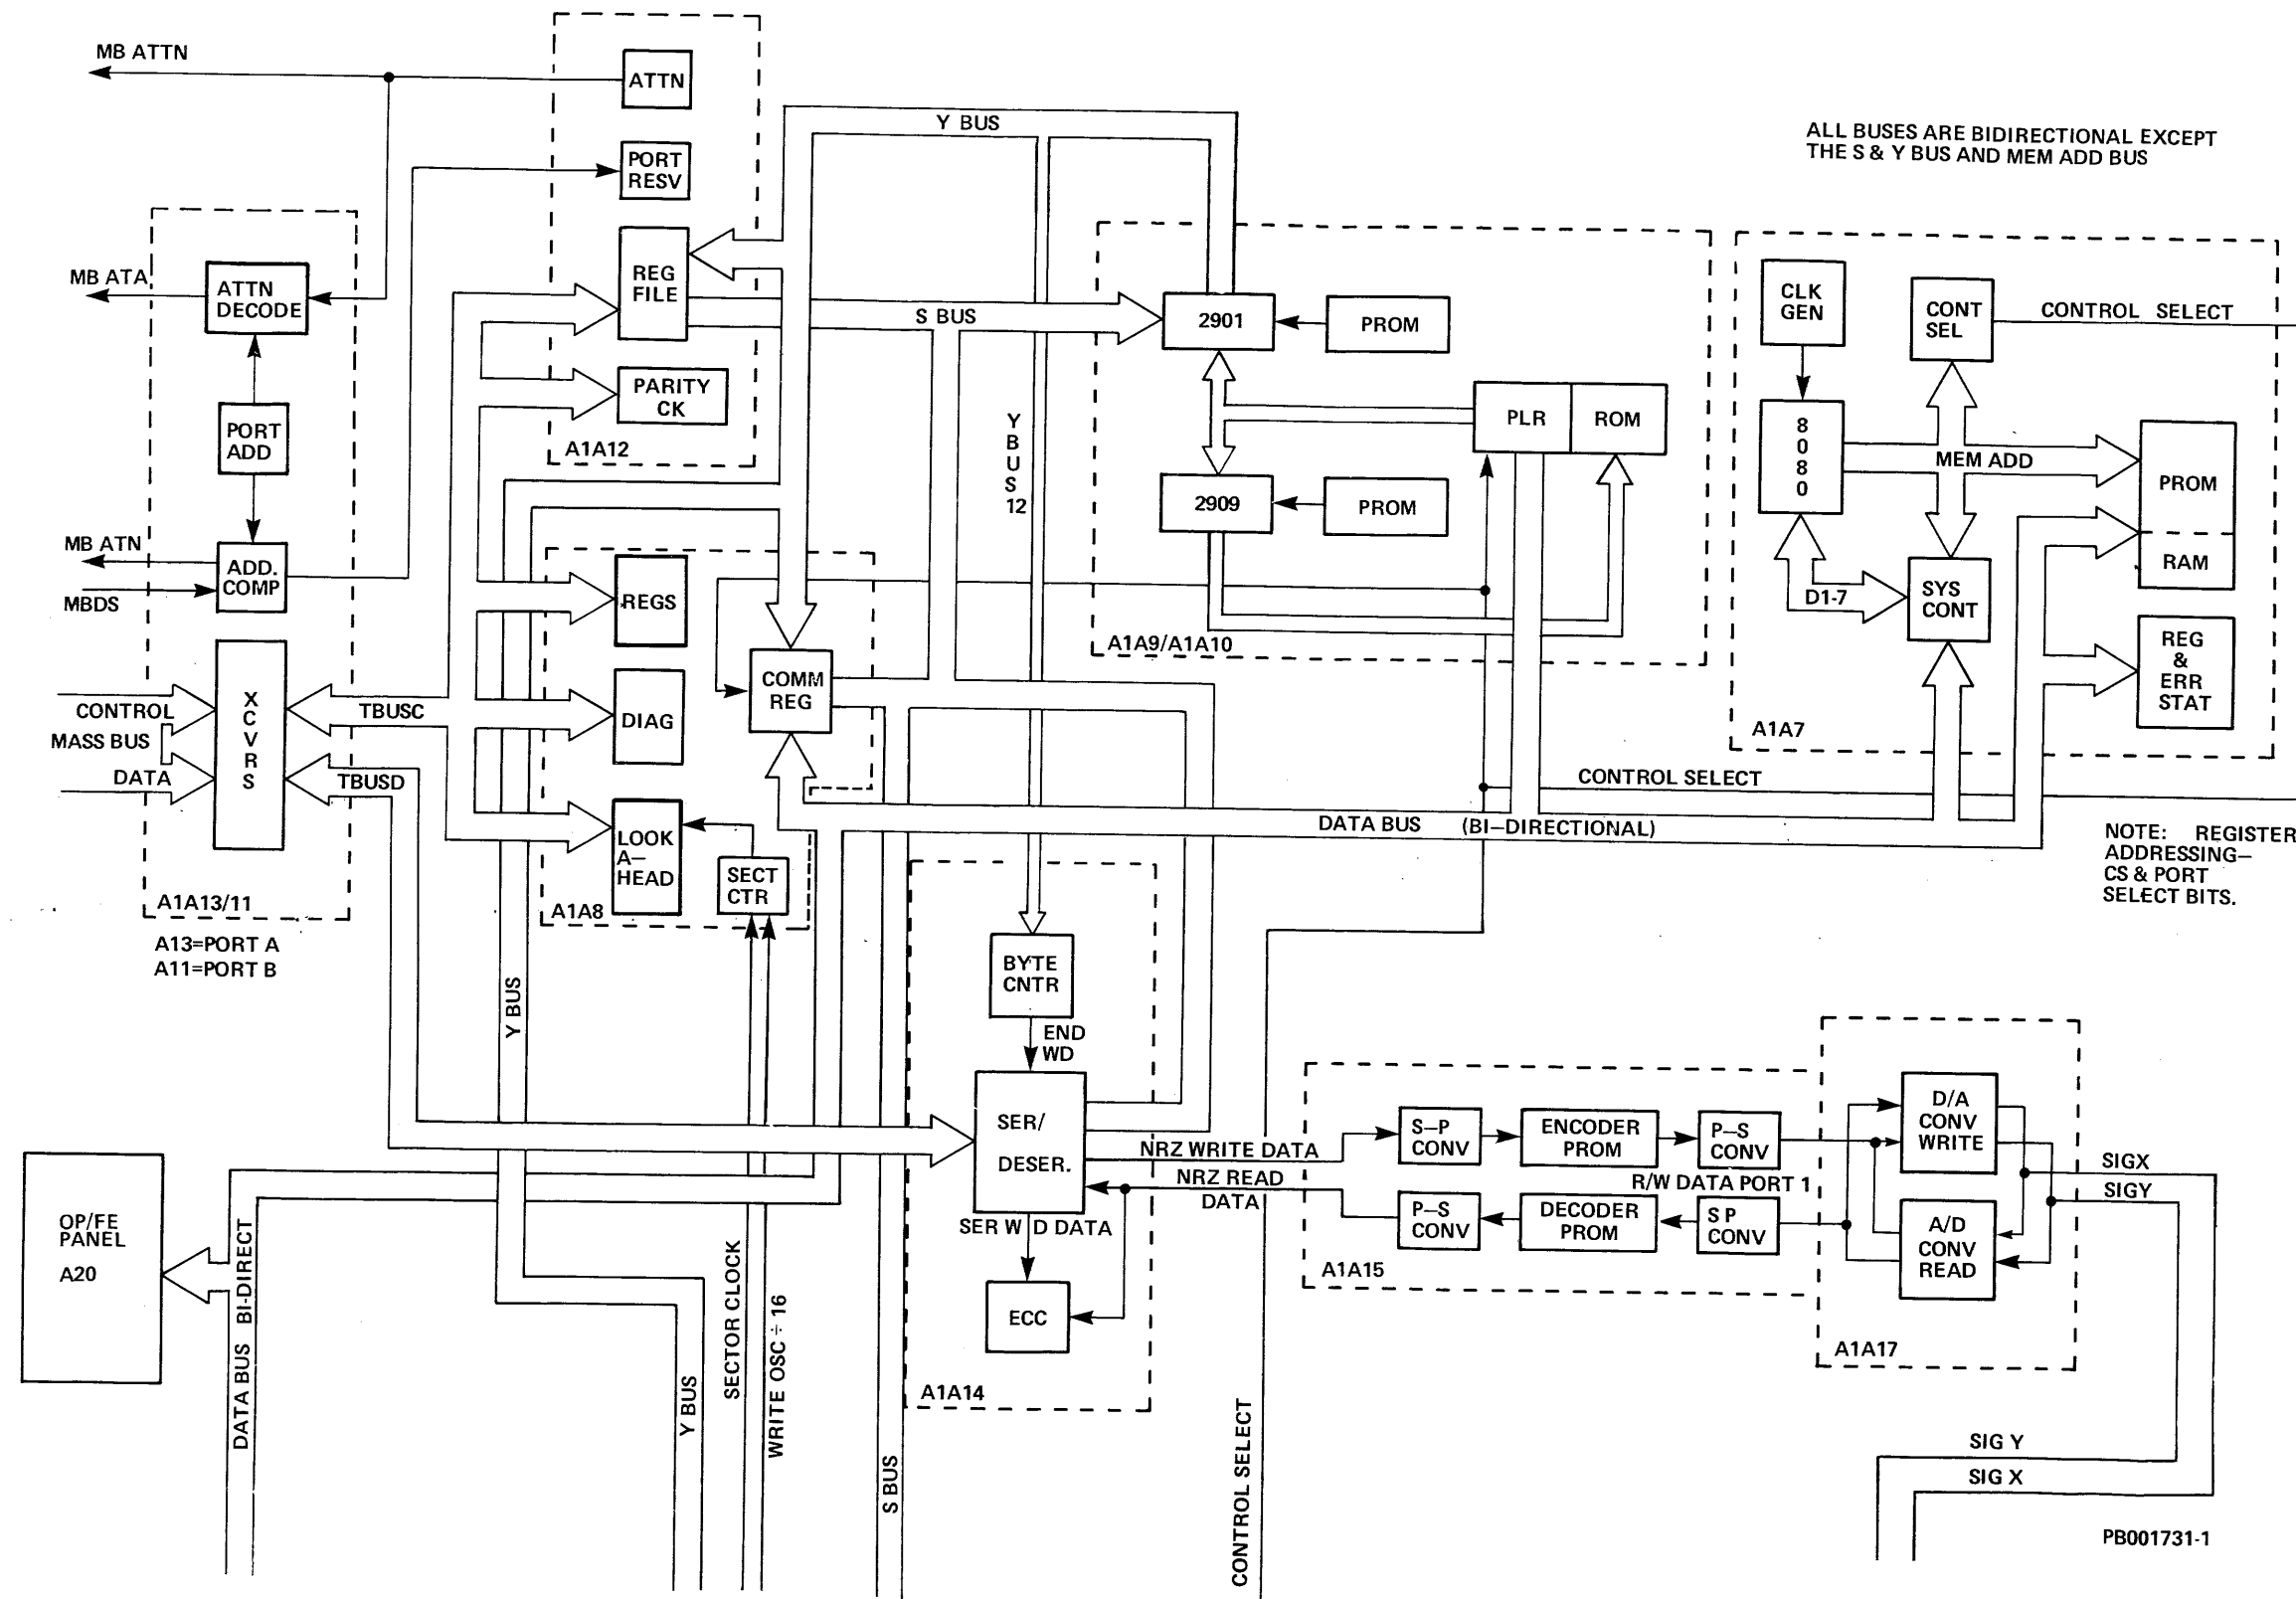 MB ATTN
ATTN
PORT
RESV
Y BUS
ALL BUSES ARE BIDIRECTIONAL EXCEPT
THE S & Y BUS AND MEM ADD BUS
MB ATA
ATTN
DECODE
REG
FILE
S BUS
2901
PROM
CLK
GEN
CONT
SEL
CONTROL SELECT
PORT
ADD
PARITY
CK
A1A12
Y
B
U
S
12
PLR
ROM
8
0
8
0
MEM ADD
PROM
RAM
2909
PROM
MB ATN
MBDS
ADD.
COMP
REGS
D1-7
SYS
CONT
A1A9/A1A10
REG
&
ERR
STAT
A1A7
CONTROL
MASS BUS
DATA
X
C
V
R
S
TBUSC
TBUSD
DIAG
COMM
REG
CONTROL SELECT
DATA BUS (BI-DIRECTIONAL)
NOTE: REGISTER
ADDRESSING-
CS & PORT
SELECT BITS.
LOOK
A-
HEAD
SECT
CTR
A1A8
A1A13/11
A13=PORT A
A11=PORT B
Y BUS
BYTE
CNTR
END
WD
SER/
DESER.
NRZ WRITE DATA
NRZ READ
DATA
SER W D DATA
ECC
A1A14
S-P
CONV
ENCODER
PROM
P-S
CONV
R/W DATA PORT 1
P-S
CONV
DECODER
PROM
S P
CONV
A1A15
D/A
CONV
WRITE
A/D
CONV
READ
A1A17
SIGX
SIGY
OP/FE
PANEL
A20
DATA BUS BI-DIRECT
Y BUS
SECTOR CLOCK
WRITE OSC ÷ 16
S BUS
CONTROL SELECT
SIG Y
SIG X
PB001731-1